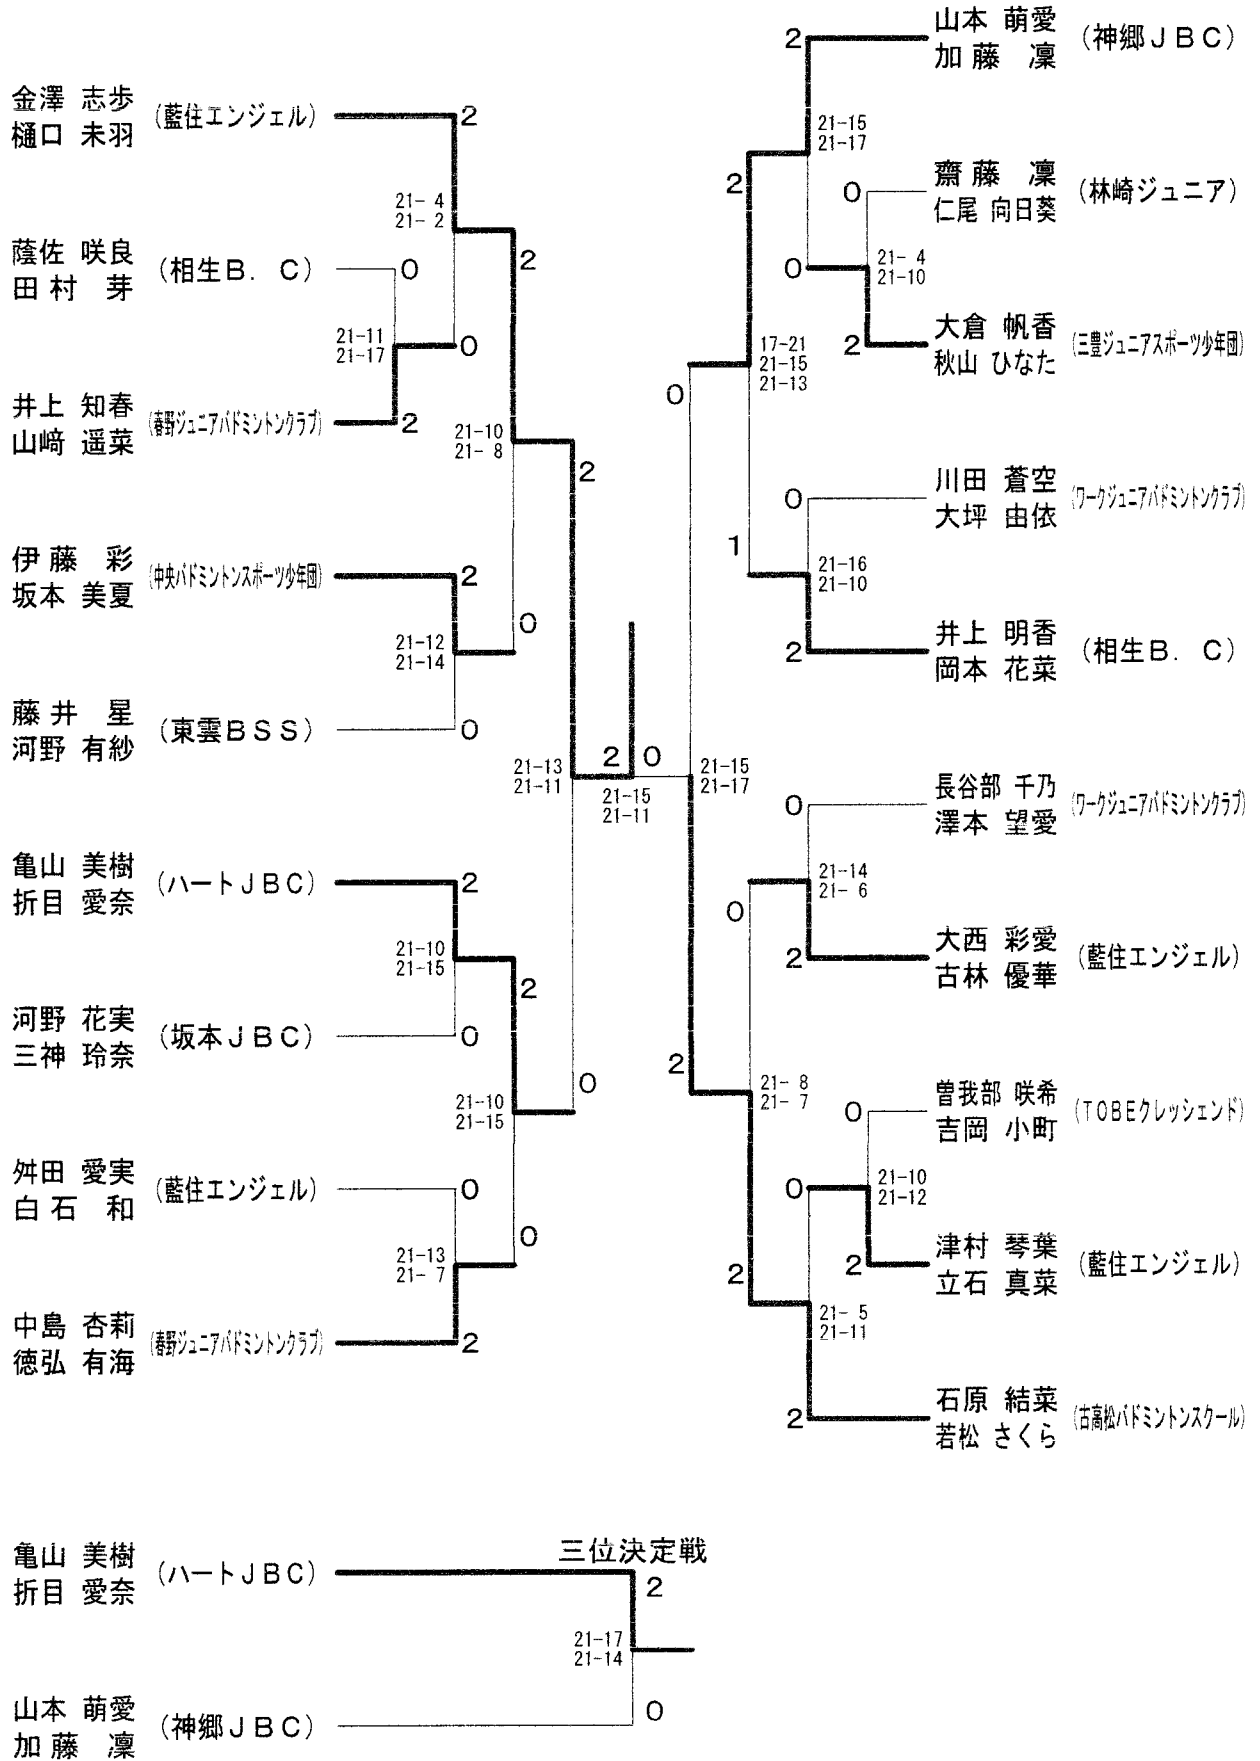 金澤 志歩
樋口 未羽
(藍住エンジェル)
2
21- 4
21- 2
蔭佐 咲良
田村 芽
(相生B．C)
0
2
21-11
21-17
0
井上 知春
山﨑 遥菜
(春野ジュニアバドミントンクラブ)
2
21-10
21- 8
2
伊藤 彩
坂本 美夏
(中央バドミントンスポーツ少年団)
2
21-12
21-14
0
藤井 星
河野 有紗
(東雲BSS)
0
21-13
21-11
2
0
21-15
21-11
亀山 美樹
折目 愛奈
(ハートJBC)
2
21-10
21-15
2
河野 花実
三神 玲奈
(坂本JBC)
0
21-10
21-15
0
舛田 愛実
白石 和
(藍住エンジェル)
0
21-13
21- 7
0
中島 杏莉
徳弘 有海
(春野ジュニアバドミントンクラブ)
2
2
山本 萌愛
加藤 凜
(神郷JBC)
21-15
21-17
2
0
齋藤 凜
仁尾 向日葵
(林崎ジュニア)
0
21- 4
21-10
2
大倉 帆香
秋山 ひなた
(三豊ジュニアスポーツ少年団)
17-21
21-15
21-13
0
0
川田 蒼空
大坪 由依
(ワークジュニアバドミントンクラブ)
1
21-16
21-10
2
井上 明香
岡本 花菜
(相生B．C)
21-15
21-17
0
長谷部 千乃
澤本 望愛
(ワークジュニアバドミントンクラブ)
21-14
21- 6
0
2
大西 彩愛
古林 優華
(藍住エンジェル)
2
21- 8
21- 7
0
曽我部 咲希
吉岡 小町
(TOBEクレッシェンド)
0
21-10
21-12
2
津村 琴葉
立石 真菜
(藍住エンジェル)
2
21- 5
21-11
2
石原 結菜
若松 さくら
(古高松バドミントンスクール)
三位決定戦
亀山 美樹
折目 愛奈
(ハートJBC)
2
21-17
21-14
山本 萌愛
加藤 凜
(神郷JBC)
0